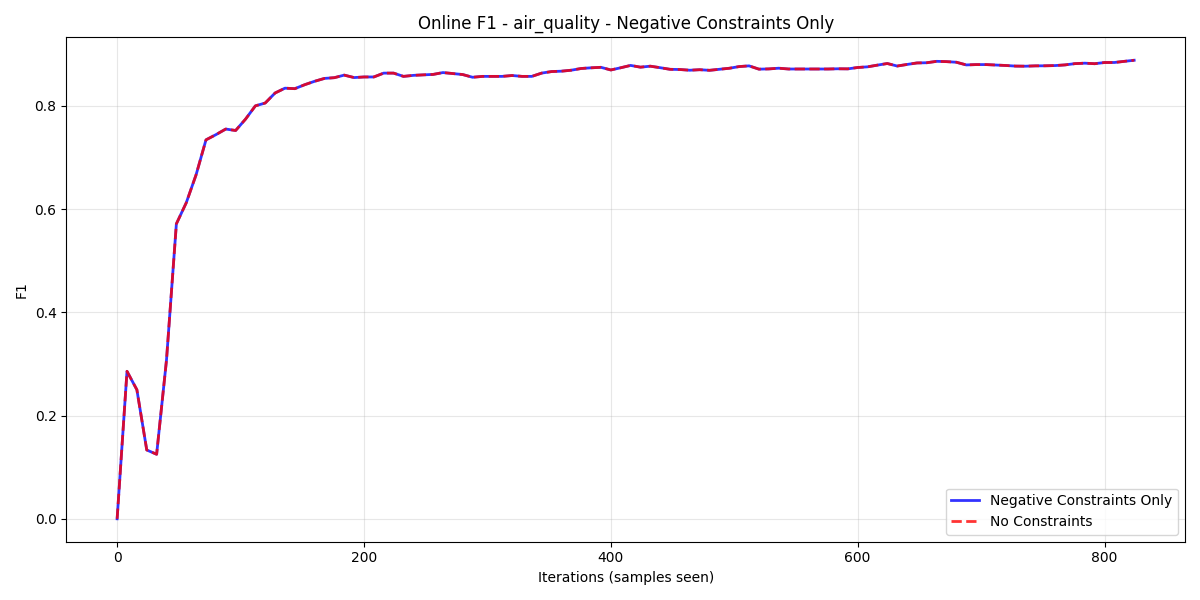 Online F1 - air_quality - Negative Constraints Only
F1
0.8
0.6
0.4
0.2
0.0
0 200 400 600 800
Iterations (samples seen)
Negative Constraints Only
No Constraints